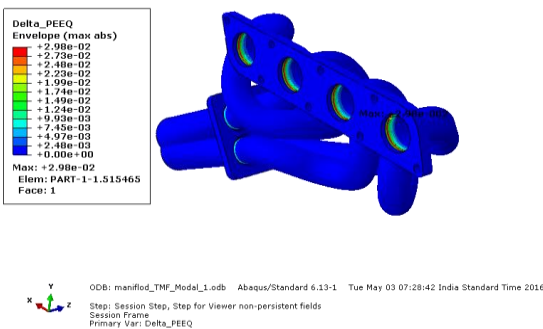 Delta_PEEQ
Envelope (max abs)
+2.98e-02
+2.73e-02
+2.48e-02
+2.23e-02
+1.99e-02
+1.74e-02
+1.49e-02
+1.24e-02
+9.93e-03
+7.45e-03
+4.97e-03
+2.48e-03
+0.00e+00
Max: +2.98e-02
Elem: PART-1-1.515465
Face: 1
Max: +2.98e-002
Y
X
Z
ODB: maniflod_TMF_Modal_1.odb Abaqus/Standard 6.13-1 Tue May 03 07:28:42 India Standard Time 2016
Step: Session Step, Step for Viewer non-persistent fields
Session Frame
Primary Var: Delta_PEEQ